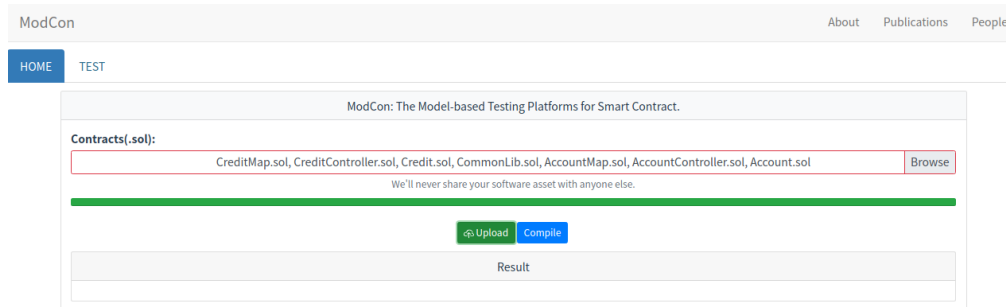 ModCon About Publications People
HOME TEST
ModCon: The Model-based Testing Platforms for Smart Contract.
Contracts(.sol):
CreditMap.sol, CreditController.sol, Credit.sol, CommonLib.sol, AccountMap.sol, AccountController.sol, Account.sol Browse
We'll never share your software asset with anyone else.
Upload Compile
Result